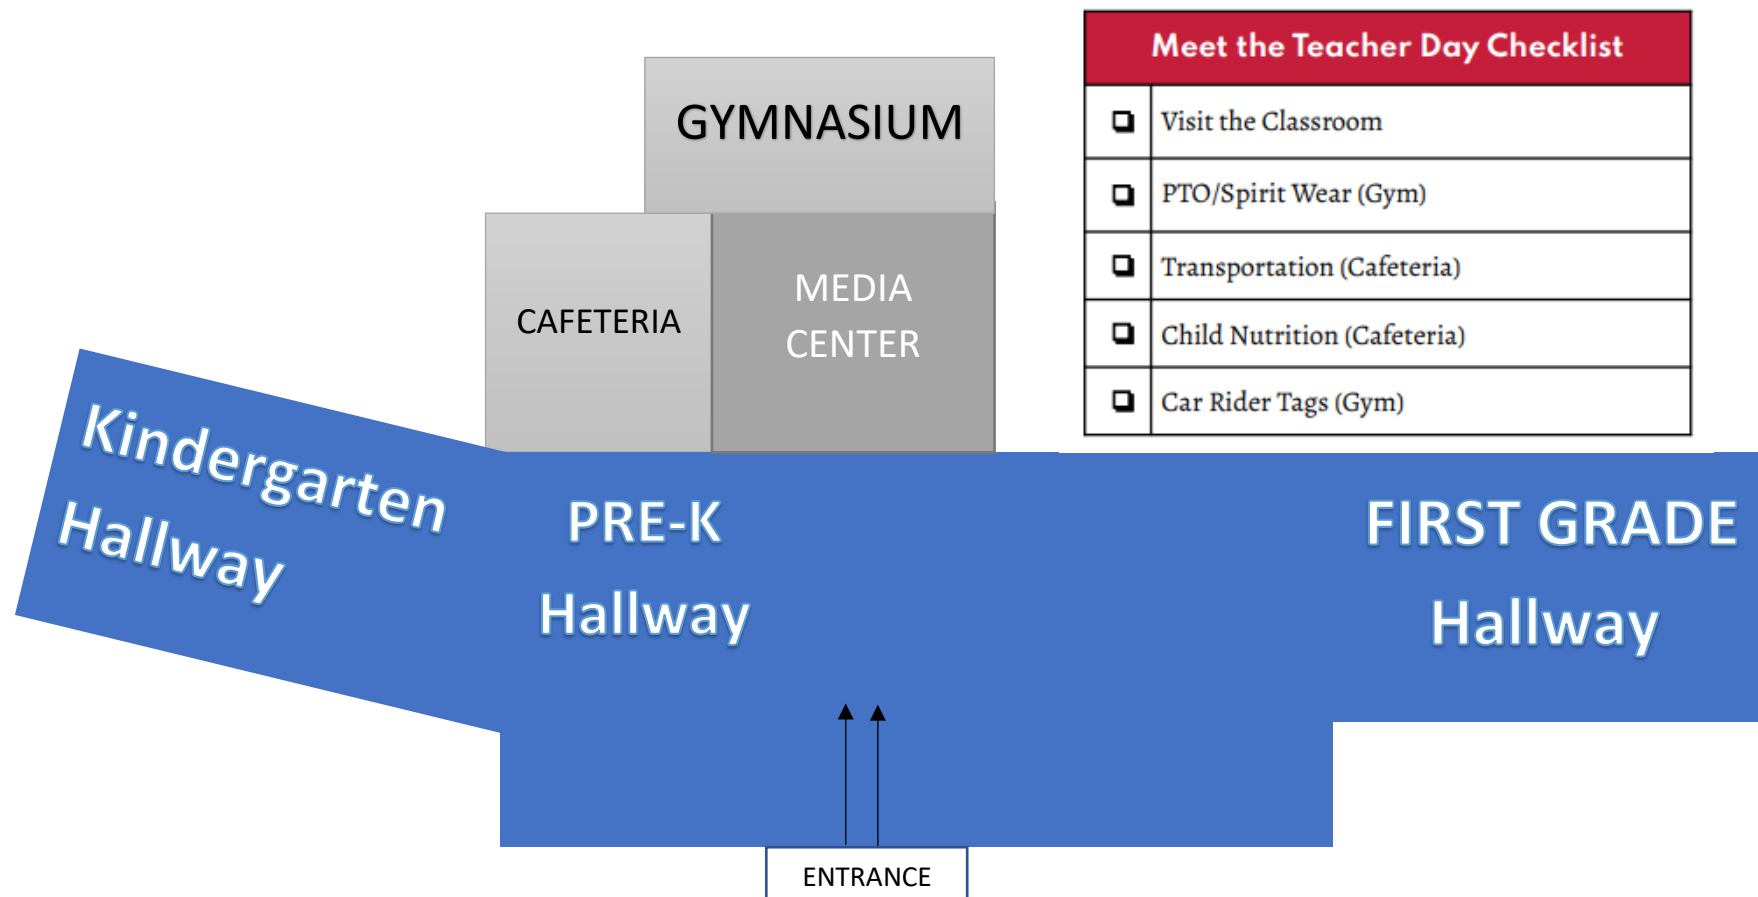 Meet the Teacher Day Checklist
Visit the Classroom
PTO/Spirit Wear (Gym)
Transportation (Cafeteria)
Child Nutrition (Cafeteria)
Car Rider Tags (Gym)
GYMNASIUM
CAFETERIA
MEDIA
CENTER
Kindergarten
Hallway
PRE-K
Hallway
FIRST GRADE
Hallway
ENTRANCE